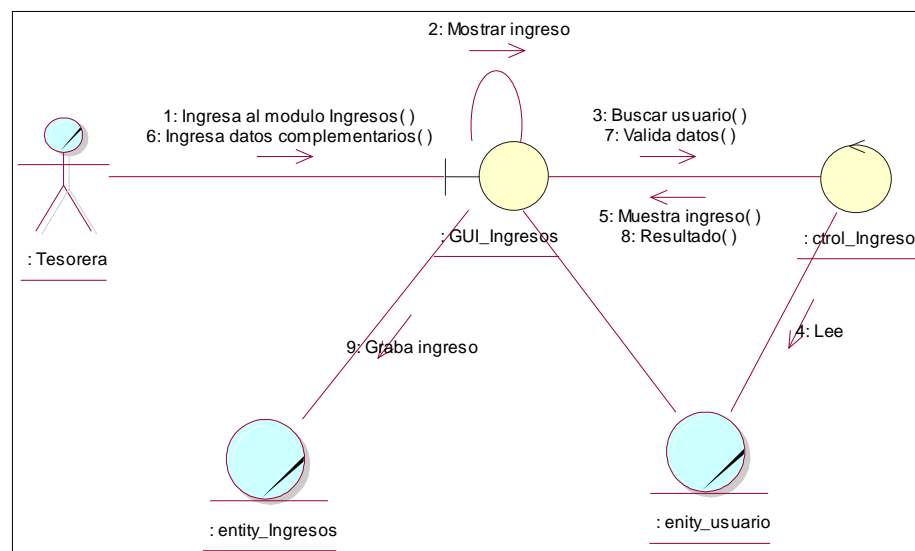 2: Mostrar ingreso
1: Ingresa al modulo Ingresos( )
6: Ingresa datos complementarios( )
3: Buscar usuario( )
7: Valida datos( )
5: Muestra ingreso( )
8: Resultado( )
: Tesorera
: GUI_Ingresos
: ctrol_Ingreso
9: Graba ingreso
4: Lee
: entity_Ingresos
: enity_usuario